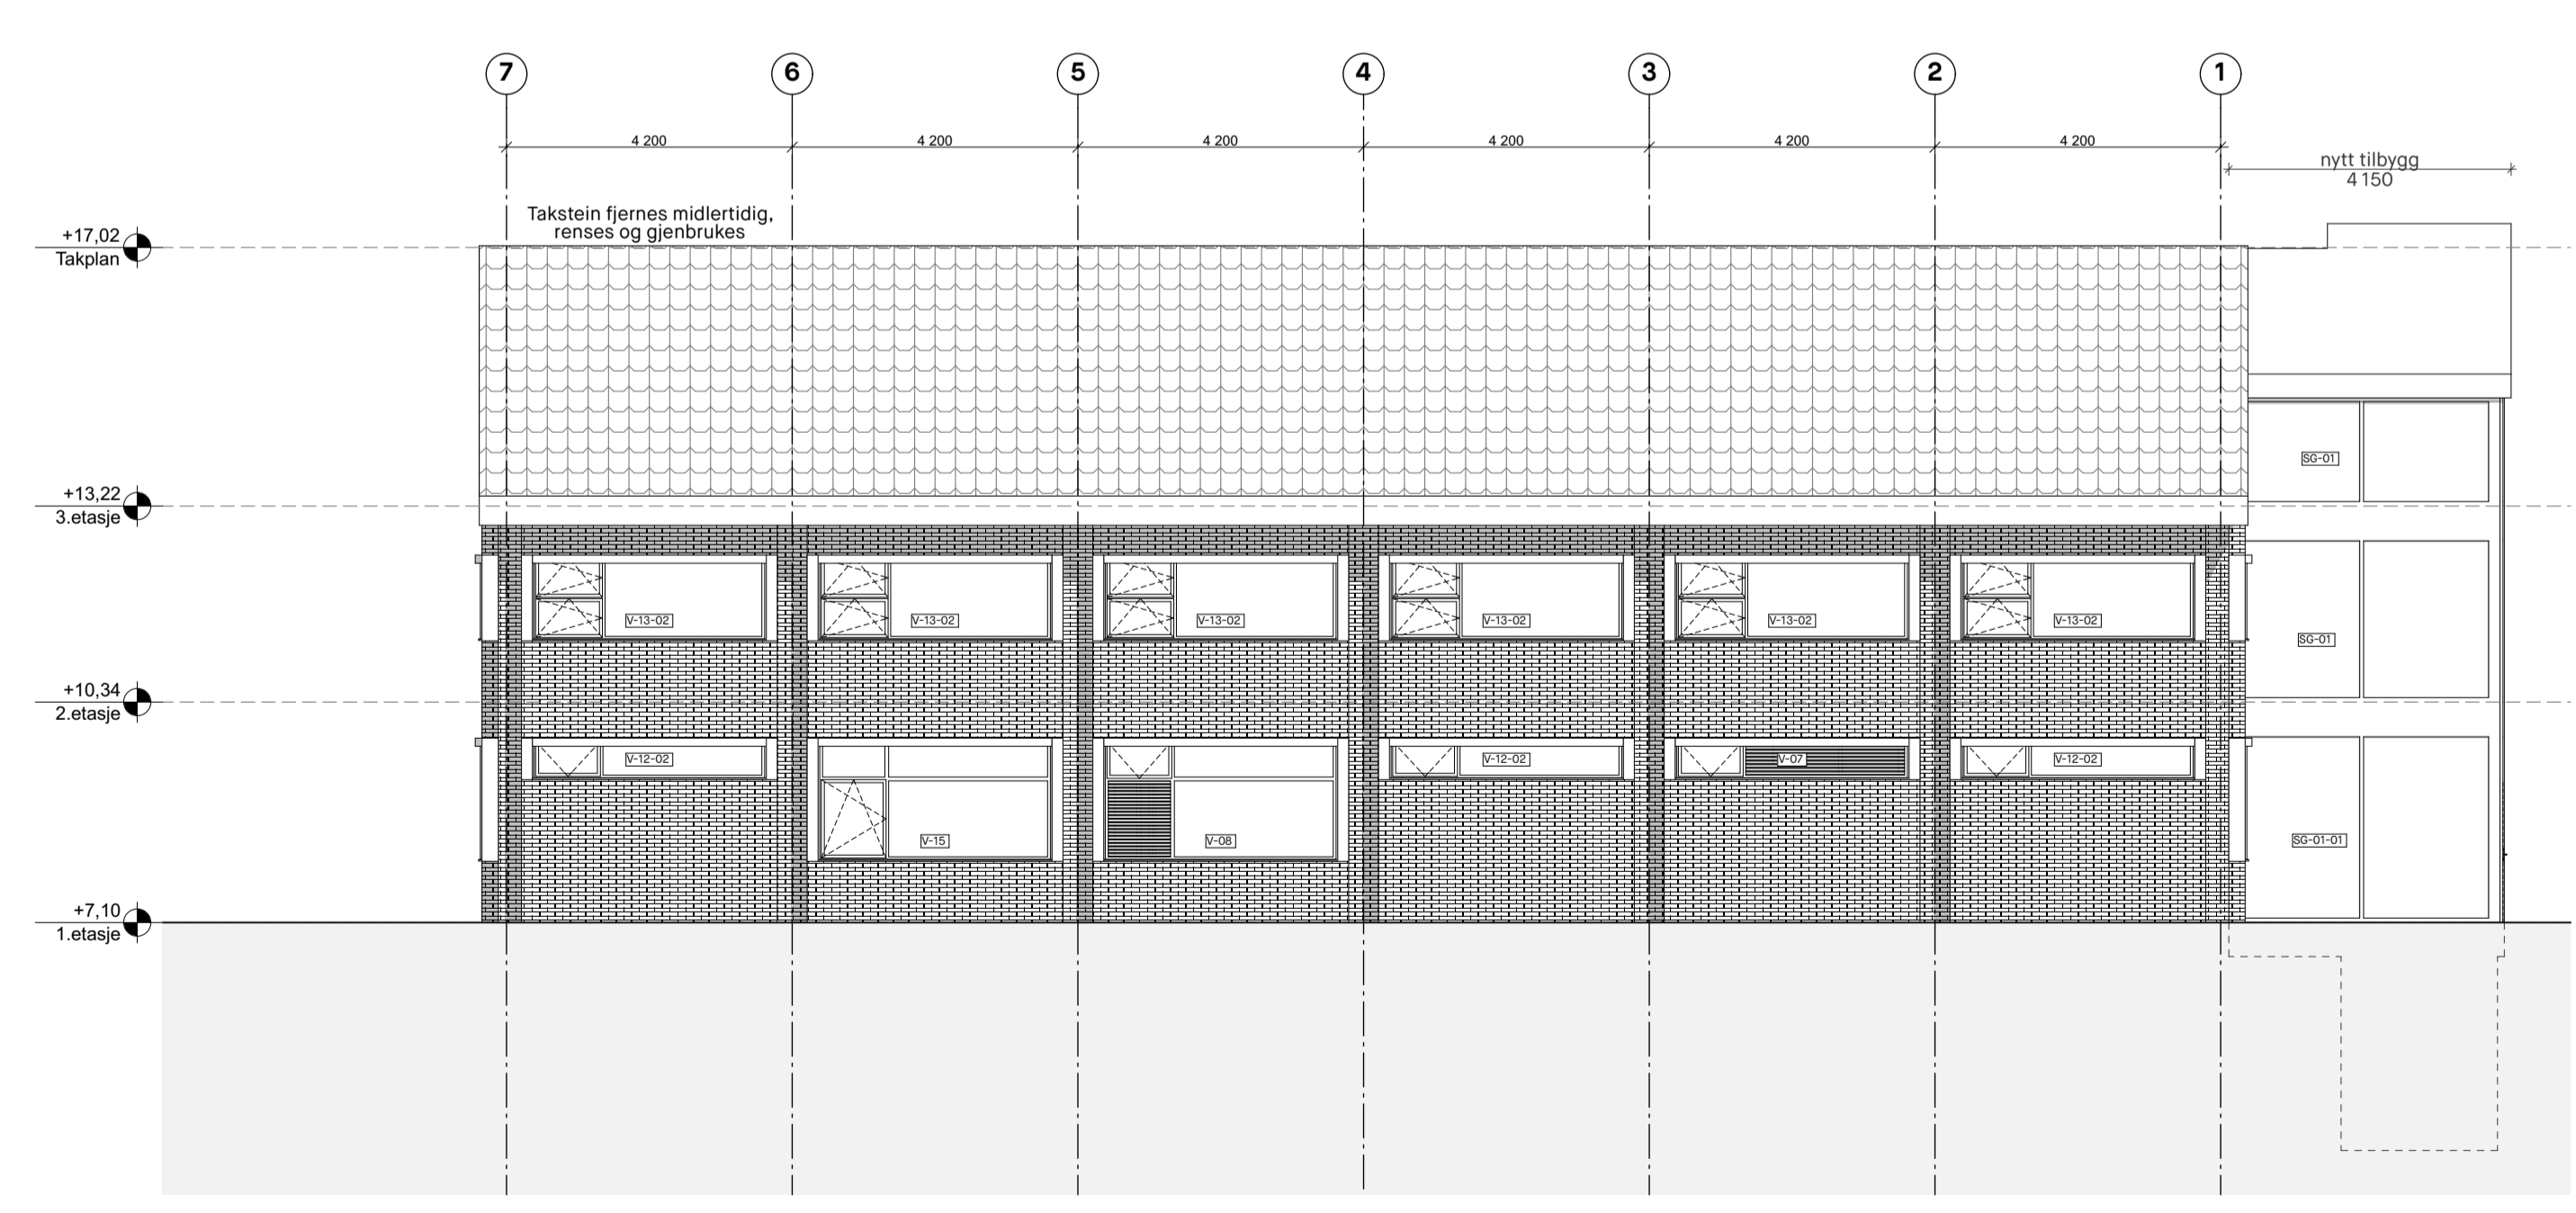 7 6 5 4 3 2 1
4 200 4 200 4 200 4 200 4 200 4 200
nytt tilbygg
4 150
Takstein fjernes midlertidig,
renses og gjenbrukes
+17,02
Takplan
SG-01
+13,22
3.etasje
V-13-02 V-13-02 V-13-02 V-13-02 V-13-02 V-13-02
SG-01
+10,34
2.etasje
V-12-02 V-12-02 V-07 V-12-02
V-15 V-08 SG-01-01
+7,10
1.etasje